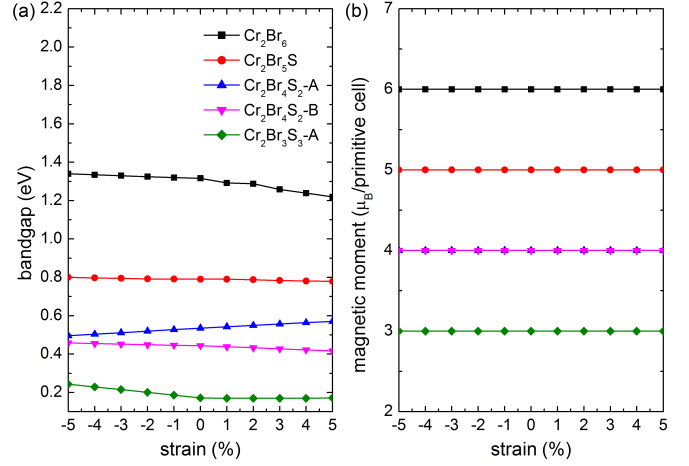 (a)
2.2
2.0
1.8
1.6
1.4
1.2
1.0
0.8
0.6
0.4
0.2
bandgap (eV)
Cr₂Br₆
Cr₂Br₅S
Cr₂Br₄S₂-A
Cr₂Br₄S₂-B
Cr₂Br₃S₃-A
-5 -4 -3 -2 -1 0 1 2 3 4 5
strain (%)
(b)
7
6
5
4
3
2
magnetic moment (μ_B/primitive cell)
-5 -4 -3 -2 -1 0 1 2 3 4 5
strain (%)